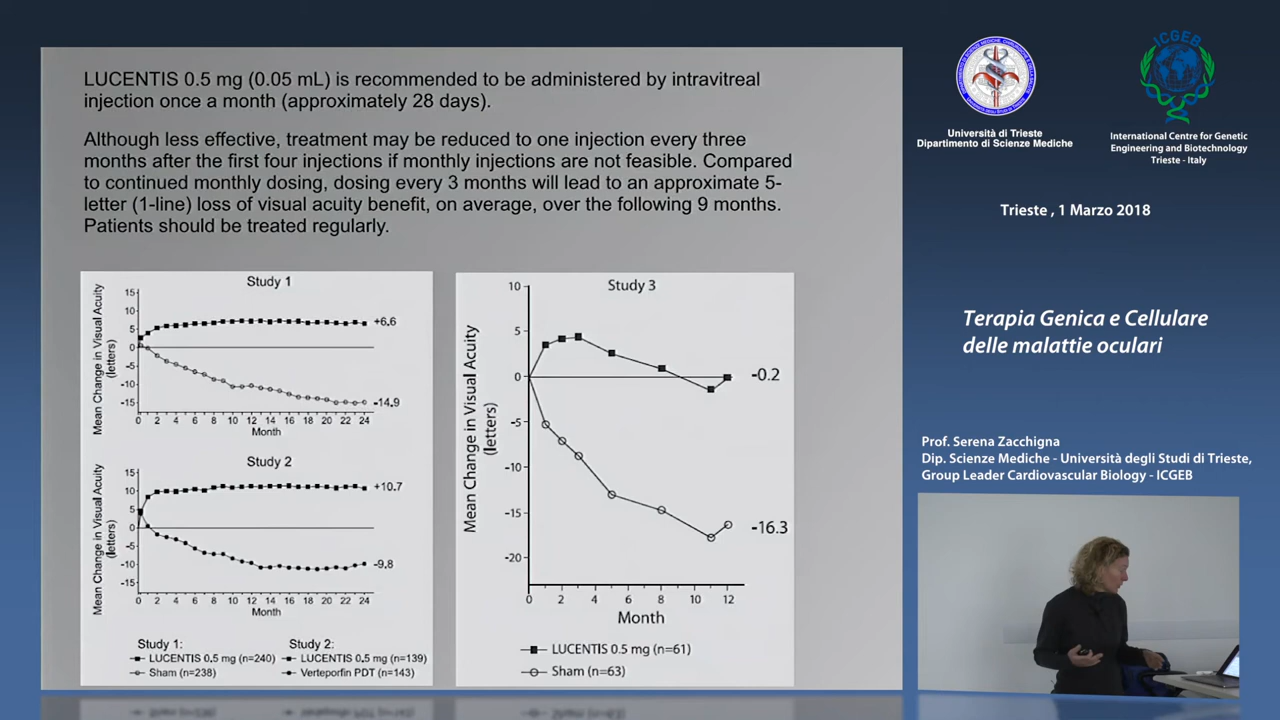 LUCENTIS 0.5 mg (0.05 mL) is recommended to be administered by intravitreal
injection once a month (approximately 28 days).
Although less effective, treatment may be reduced to one injection every three
months after the first four injections if monthly injections are not feasible. Compared
to continued monthly dosing, dosing every 3 months will lead to an approximate 5-
letter (1-line) loss of visual acuity benefit, on average, over the following 9 months.
Patients should be treated regularly.
Study 1
Mean Change in Visual Acuity
(letters)
15
10
5
0
-5
-10
-15
+6.6
-14.9
0 2 4 6 8 10 12 14 16 18 20 22 24
Month
Study 2
Mean Change in Visual Acuity
(letters)
15
10
5
0
-5
-10
-15
+10.7
-9.8
0 2 4 6 8 10 12 14 16 18 20 22 24
Month
Study 1:
LUCENTIS 0.5 mg (n=240)
Sham (n=238)
Study 2:
LUCENTIS 0.5 mg (n=139)
Verteporfin PDT (n=143)
Study 3
Mean Change in Visual Acuity
(letters)
10
5
0
-5
-10
-15
-20
-0.2
-16.3
0 2 4 6 8 10 12
Month
LUCENTIS 0.5 mg (n=61)
Sham (n=63)
Università di Trieste
Dipartimento di Scienze Mediche
ICGEB
International Centre for Genetic
Engineering and Biotechnology
Trieste - Italy
Trieste , 1 Marzo 2018
Terapia Genica e Cellulare
delle malattie oculari
Prof. Serena Zacchigna
Dip. Scienze Mediche - Università degli Studi di Trieste,
Group Leader Cardiovascular Biology - ICGEB